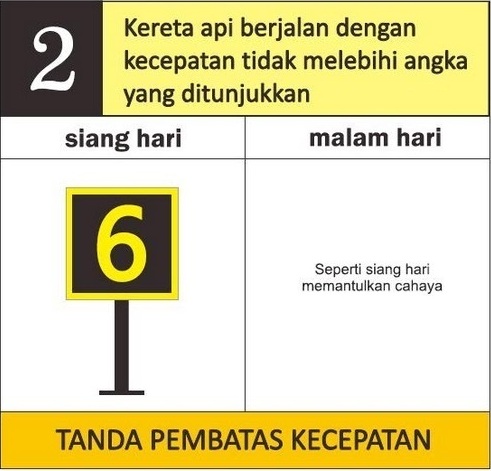 2
Kereta api berjalan dengan
kecepatan tidak melebihi angka
yang ditunjukkan
siang hari
malam hari
6
Seperti siang hari
memantulkan cahaya
TANDA PEMBATAS KECEPATAN